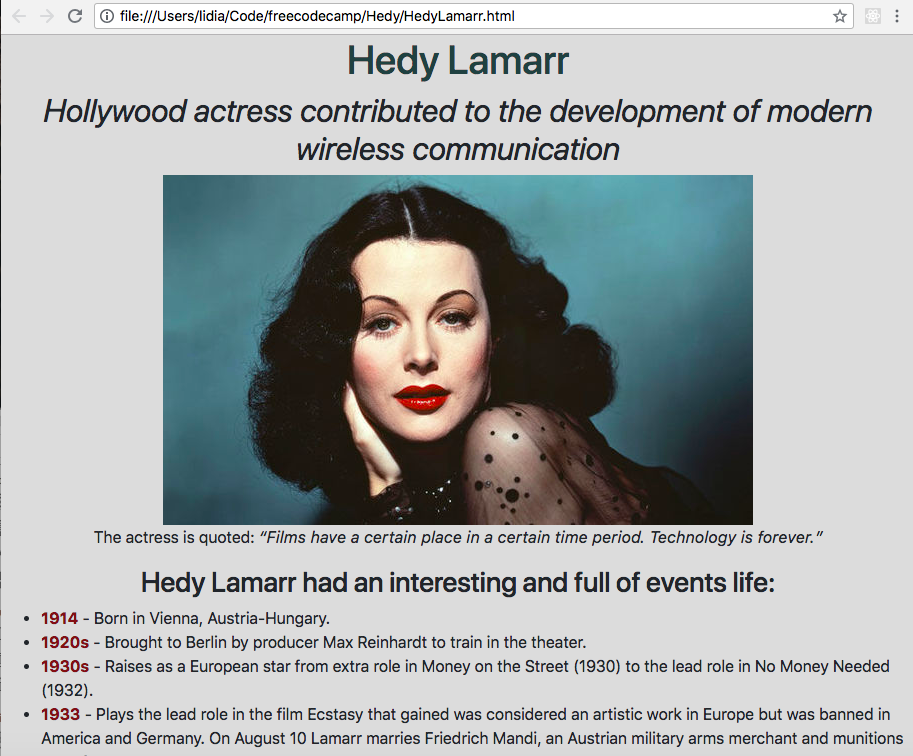 file:///Users/lidia/Code/freecodecamp/Hedy/HedyLamarr.html
Hedy Lamarr
Hollywood actress contributed to the development of modern
wireless communication
The actress is quoted: “Films have a certain place in a certain time period. Technology is forever.”
Hedy Lamarr had an interesting and full of events life:
• 1914 - Born in Vienna, Austria-Hungary.
• 1920s - Brought to Berlin by producer Max Reinhardt to train in the theater.
• 1930s - Raises as a European star from extra role in Money on the Street (1930) to the lead role in No Money Needed
(1932).
• 1933 - Plays the lead role in the film Ecstasy that gained was considered an artistic work in Europe but was banned in
America and Germany. On August 10 Lamarr marries Friedrich Mandi, an Austrian military arms merchant and munitions